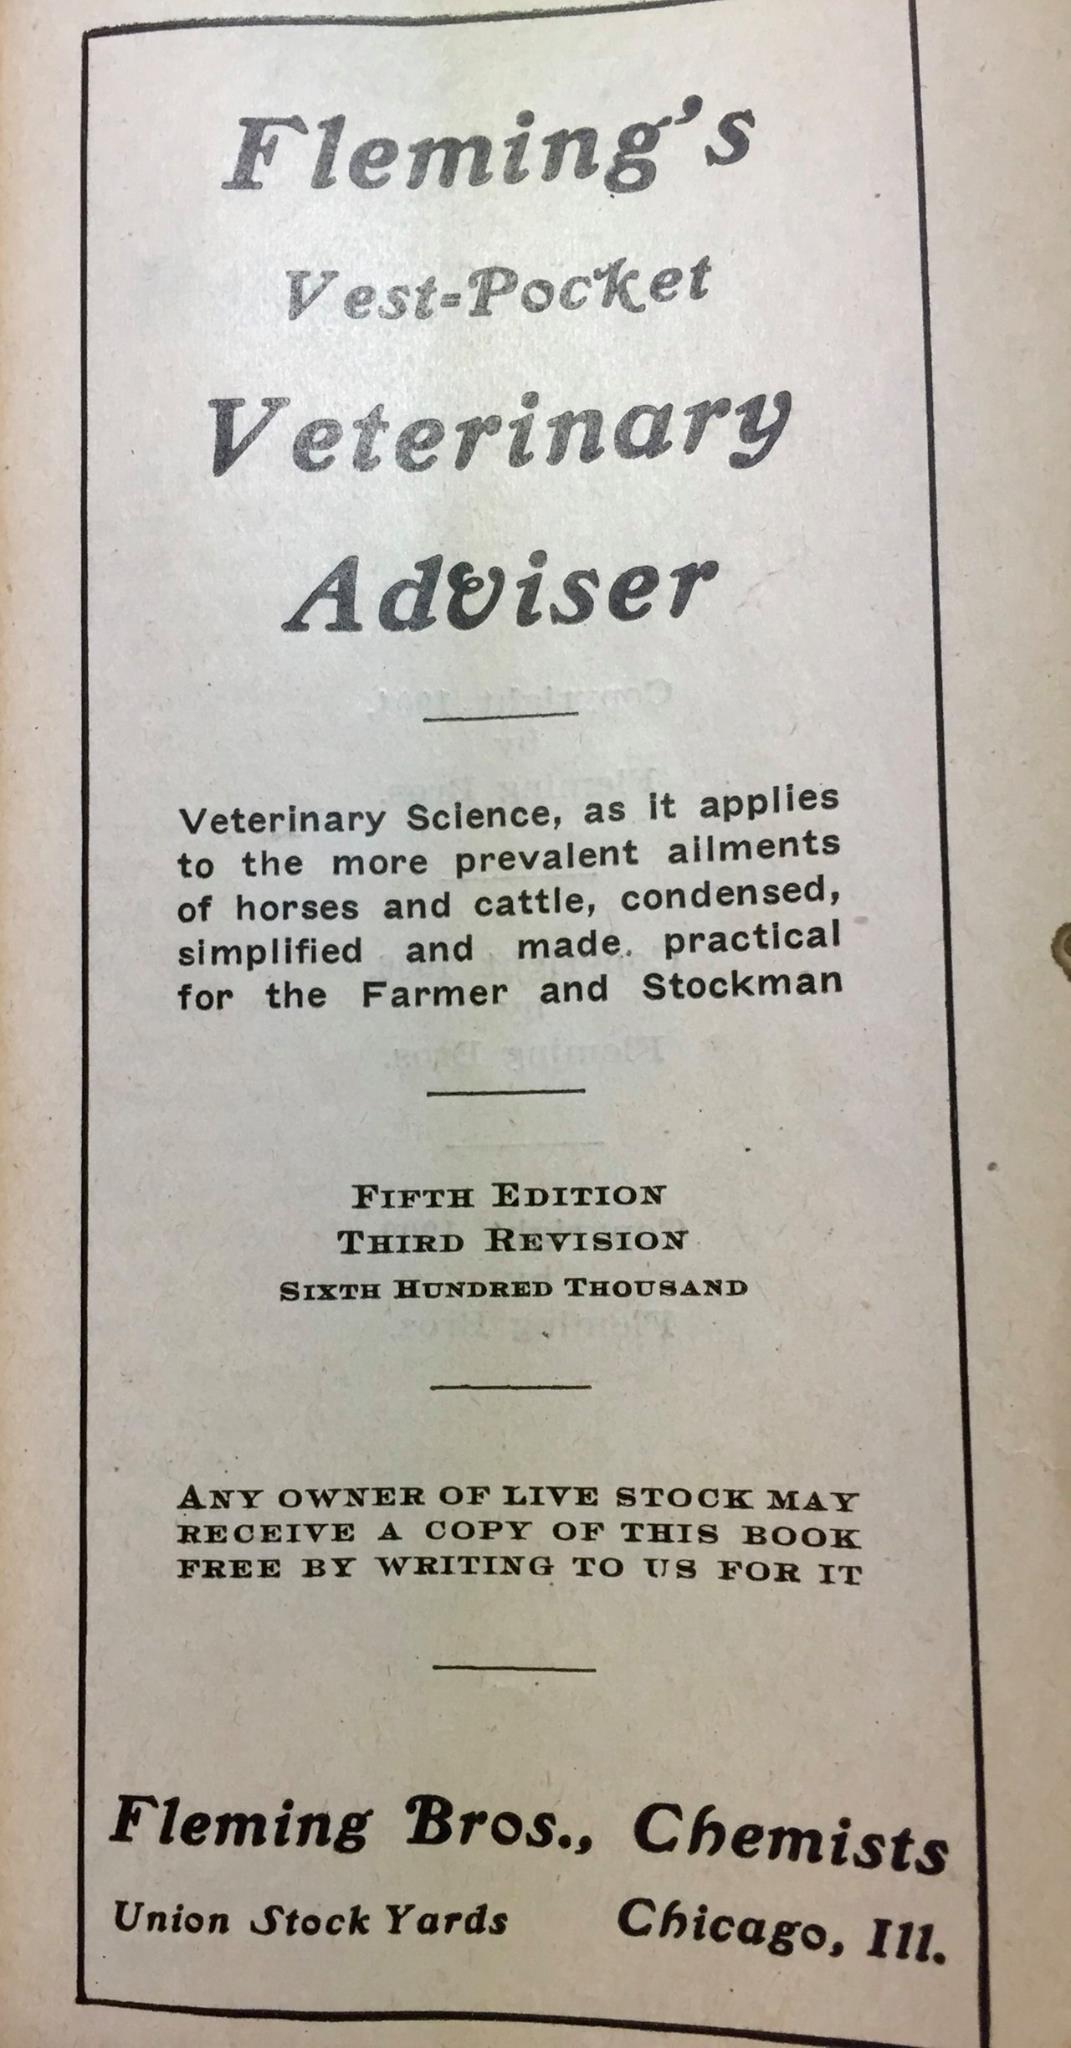 Fleming's
Vest-Pocket
Veterinary
Adviser
Veterinary Science, as it applies
to the more prevalent ailments
of horses and cattle, condensed,
simplified and made practical
for the Farmer and Stockman
FIFTH EDITION
THIRD REVISION
SIXTH HUNDRED THOUSAND
ANY OWNER OF LIVE STOCK MAY
RECEIVE A COPY OF THIS BOOK
FREE BY WRITING TO US FOR IT
Fleming Bros., Chemists
Union Stock Yards Chicago, Ill.